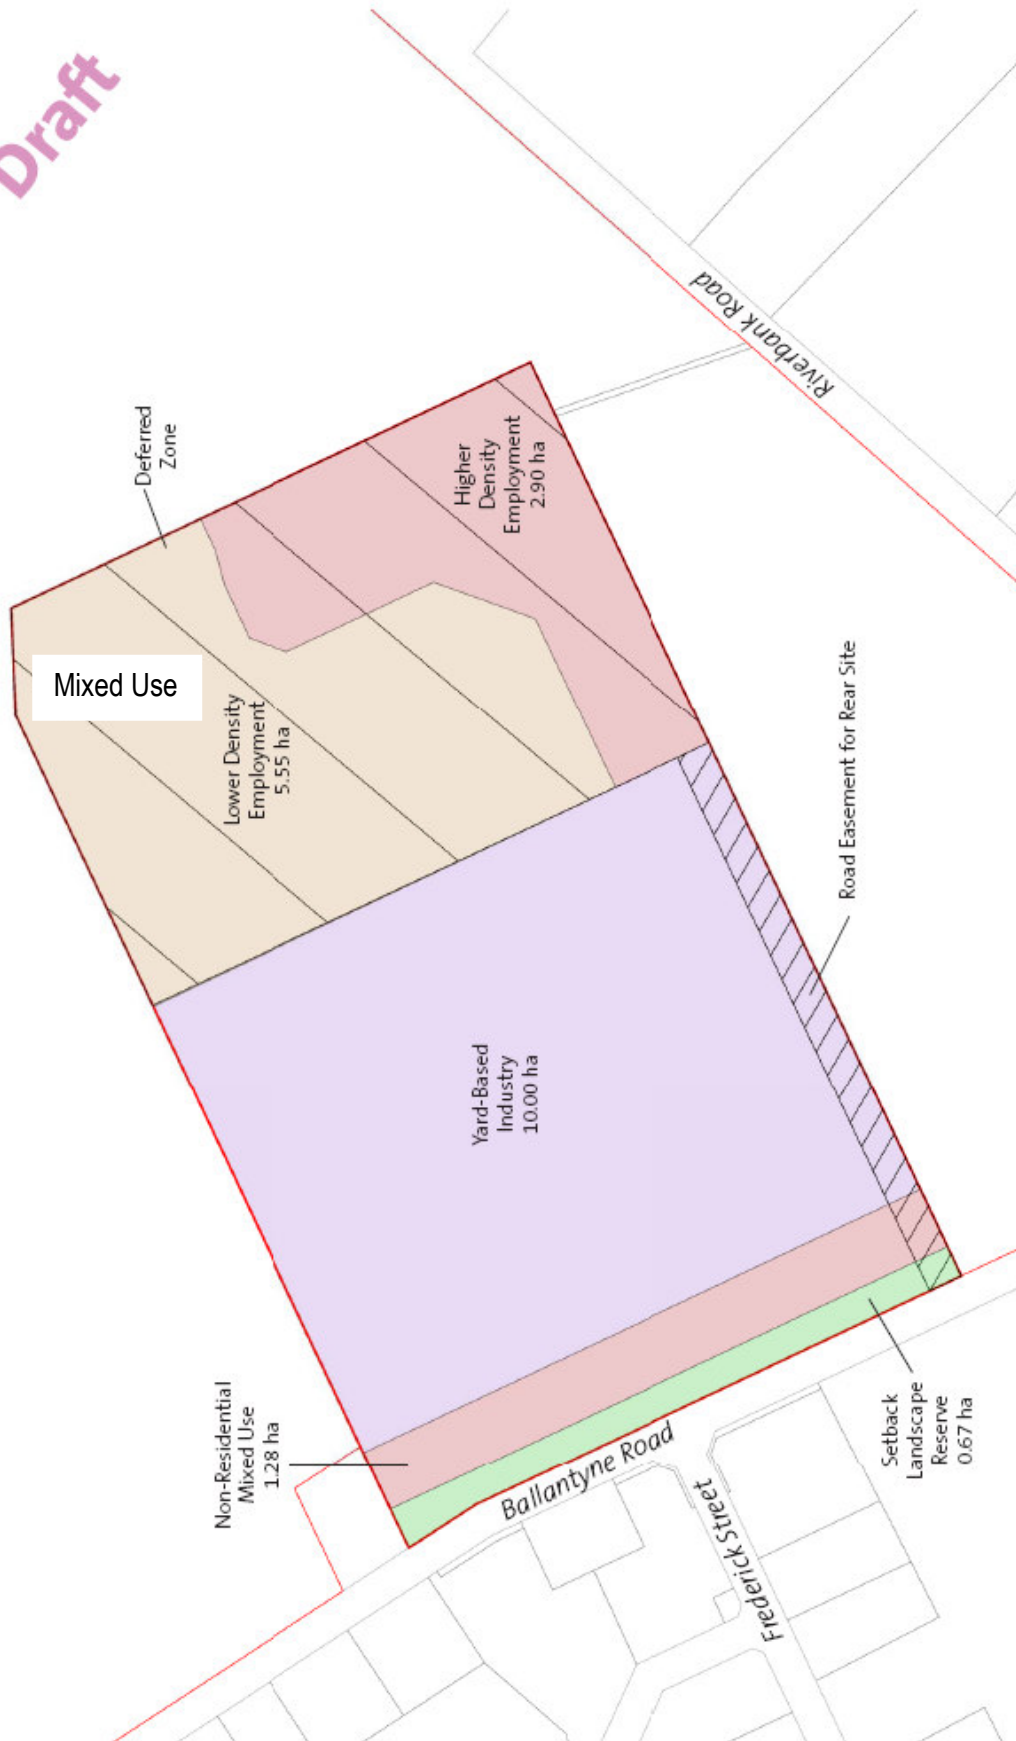 Draft
Deferred
Zone
Higher
Density
Employment
2.90 ha
Riverbank Road
Mixed Use
Lower Density
Employment
5.55 ha
Road Easement for Rear Site
Yard-Based
Industry
10.00 ha
Non-Residential
Mixed Use
1.28 ha
Setback
Landscape
Reserve
0.67 ha
Ballantyne Road
Frederick Street